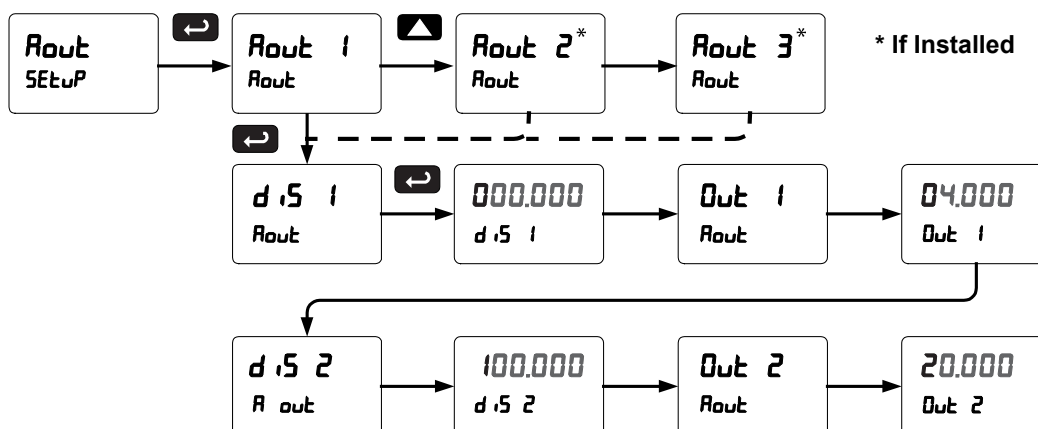 Aout
SEtuP
Aout 1
Aout
Aout 2*
Aout
Aout 3*
Aout
* If Installed
diS 1
Aout
000.000
diS 1
Out 1
Aout
04.000
Out 1
diS 2
A out
100.000
diS 2
Out 2
Aout
20.000
Out 2